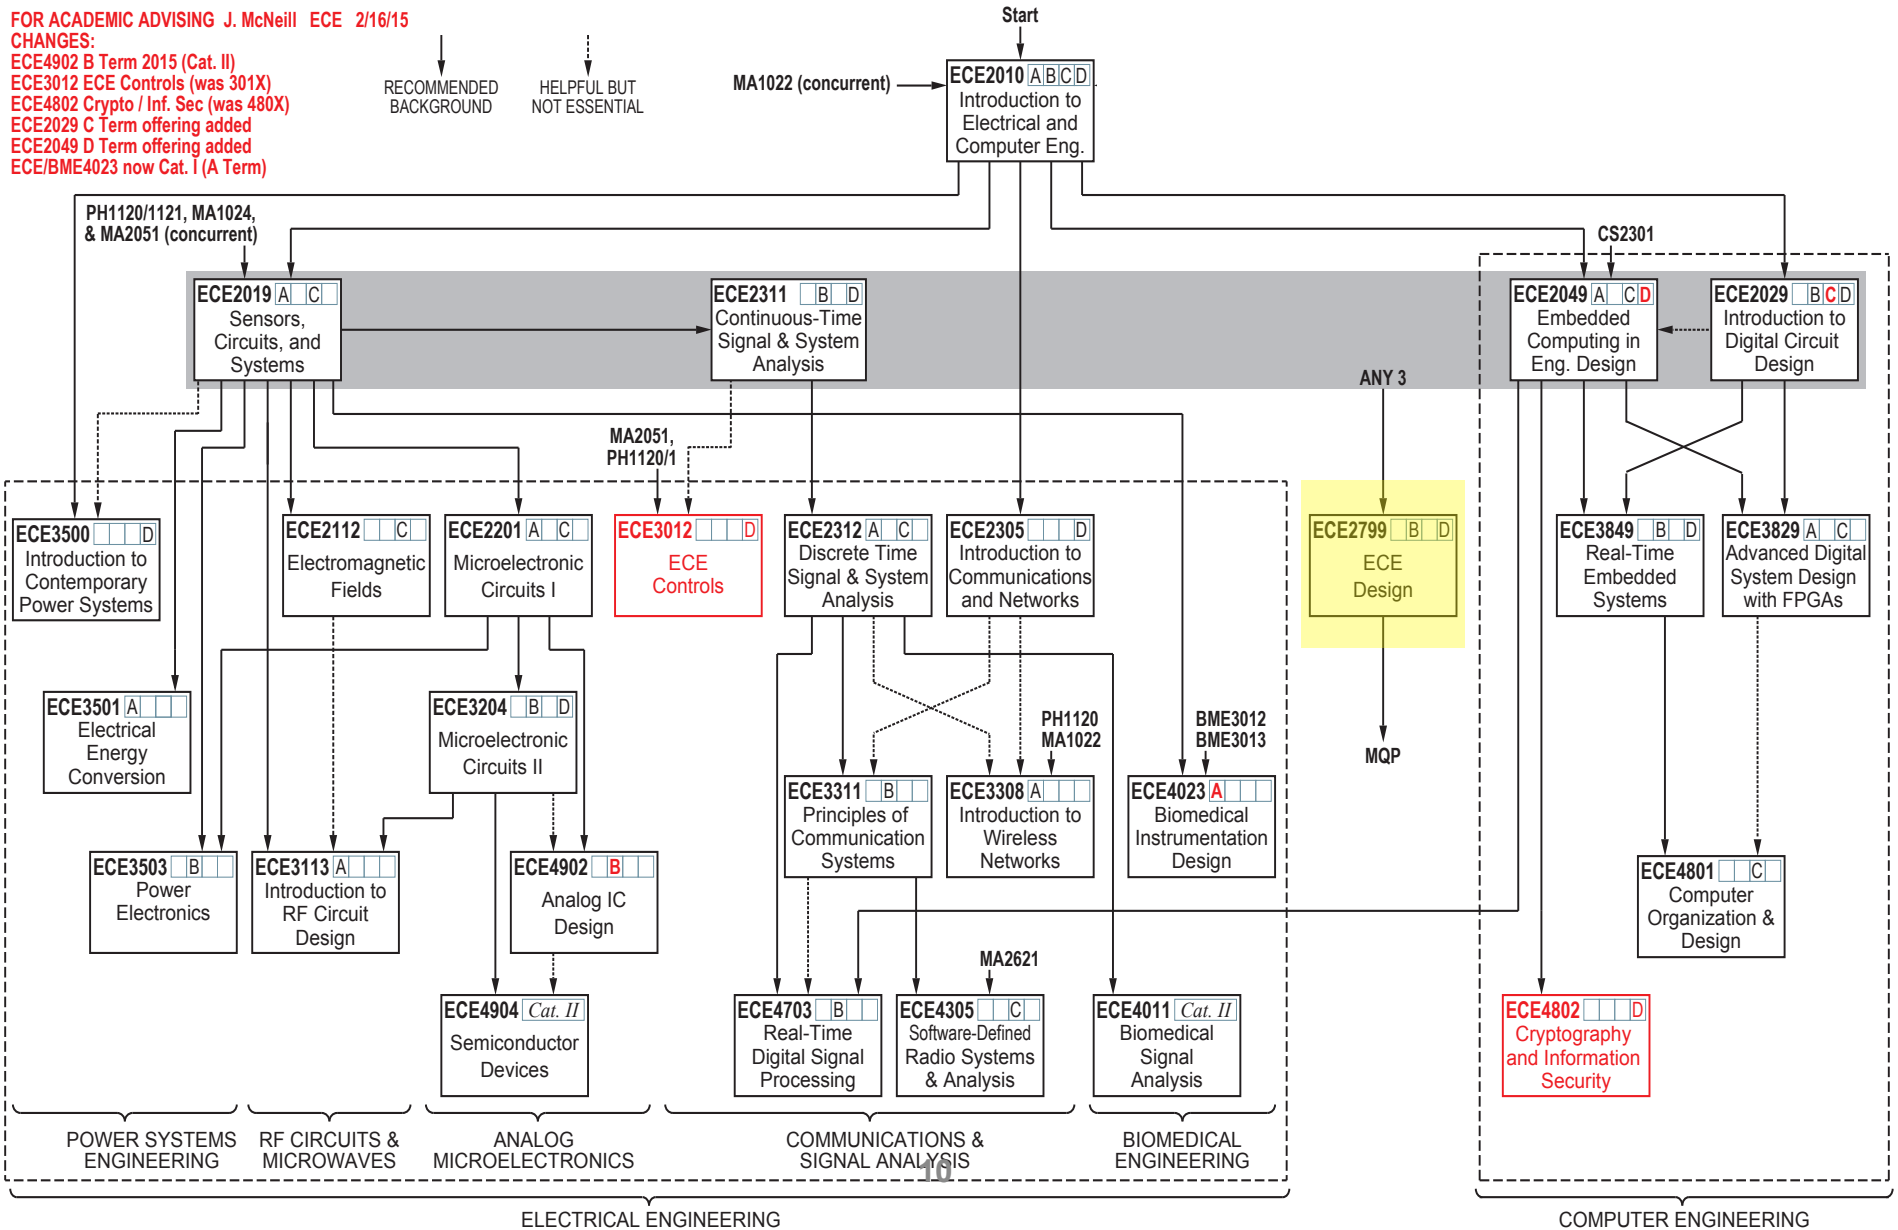 FOR ACADEMIC ADVISING J. McNeill ECE 2/16/15
CHANGES:
ECE4902 B Term 2015 (Cat. II)
ECE3012 ECE Controls (was 301X)
ECE4802 Crypto / Inf. Sec (was 480X)
ECE2029 C Term offering added
ECE2049 D Term offering added
ECE/BME4023 now Cat. I (A Term)
RECOMMENDED
BACKGROUND
HELPFUL BUT
NOT ESSENTIAL
Start
MA1022 (concurrent)
ECE2010 A B C D
Introduction to
Electrical and
Computer Eng.
PH1120/1121, MA1024,
& MA2051 (concurrent)
CS2301
ECE2019 A C
Sensors,
Circuits, and
Systems
ECE2311 B D
Continuous-Time
Signal & System
Analysis
ECE2049 A C D
Embedded
Computing in
Eng. Design
ECE2029 B C D
Introduction to
Digital Circuit
Design
ANY 3
MA2051,
PH1120/1
ECE3500 D
Introduction to
Contemporary
Power Systems
ECE2112 C
Electromagnetic
Fields
ECE2201 A C
Microelectronic
Circuits I
ECE3012 D
ECE
Controls
ECE2312 A C
Discrete Time
Signal & System
Analysis
ECE2305 D
Introduction to
Communications
and Networks
ECE2799 B D
ECE
Design
ECE3849 B D
Real-Time
Embedded
Systems
ECE3829 A C
Advanced Digital
System Design
with FPGAs
ECE3501 A
Electrical
Energy
Conversion
ECE3204 B D
Microelectronic
Circuits II
PH1120
MA1022
BME3012
BME3013
MQP
ECE3311 B
Principles of
Communication
Systems
ECE3308 A
Introduction to
Wireless
Networks
ECE4023 A
Biomedical
Instrumentation
Design
ECE3503 B
Power
Electronics
ECE3113 A
Introduction to
RF Circuit
Design
ECE4902 B
Analog IC
Design
ECE4801 C
Computer
Organization &
Design
MA2621
ECE4904 Cat. II
Semiconductor
Devices
ECE4703 B
Real-Time
Digital Signal
Processing
ECE4305 C
Software-Defined
Radio Systems
& Analysis
ECE4011 Cat. II
Biomedical
Signal
Analysis
ECE4802 D
Cryptography
and Information
Security
POWER SYSTEMS
ENGINEERING
RF CIRCUITS &
MICROWAVES
ANALOG
MICROELECTRONICS
COMMUNICATIONS &
SIGNAL ANALYSIS
BIOMEDICAL
ENGINEERING
10
ELECTRICAL ENGINEERING
COMPUTER ENGINEERING